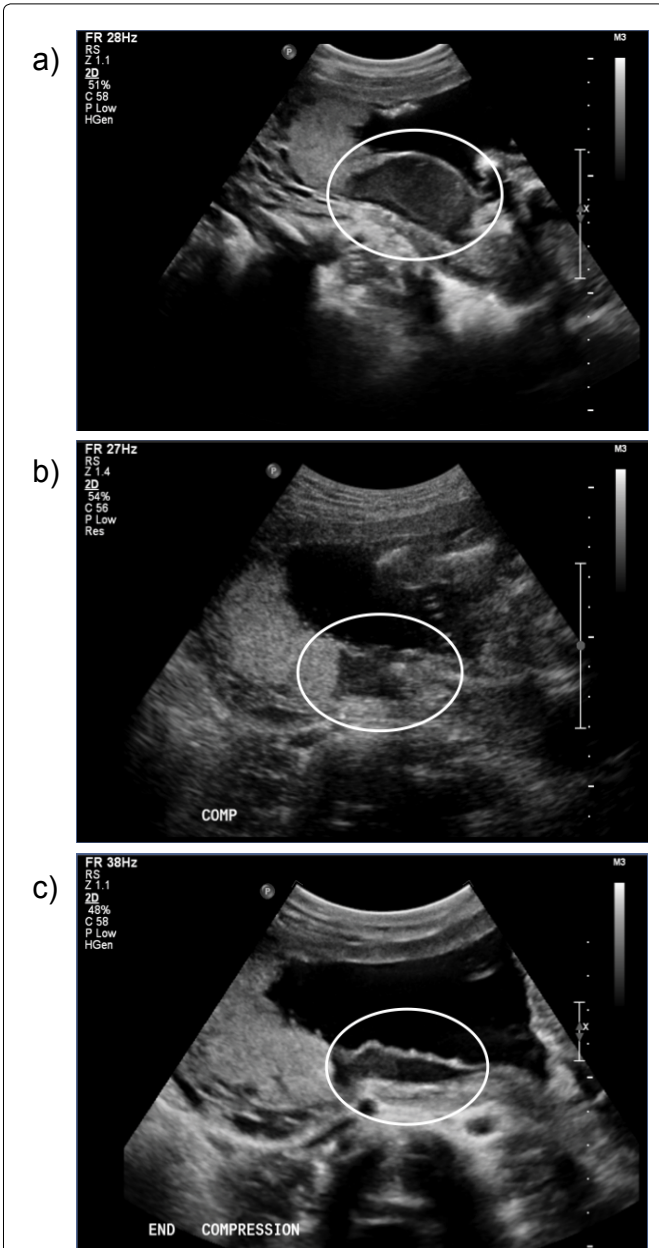 a)
FR 28Hz
RS
Z 1.1
2D
51%
C 58
P Low
HGen
P
M3
X
b)
FR 27Hz
RS
Z 1.4
2D
54%
C 56
P Low
Res
P
M3
COMP
c)
FR 38Hz
RS
Z 1.1
2D
48%
C 58
P Low
HGen
P
M3
X
END COMPRESSION